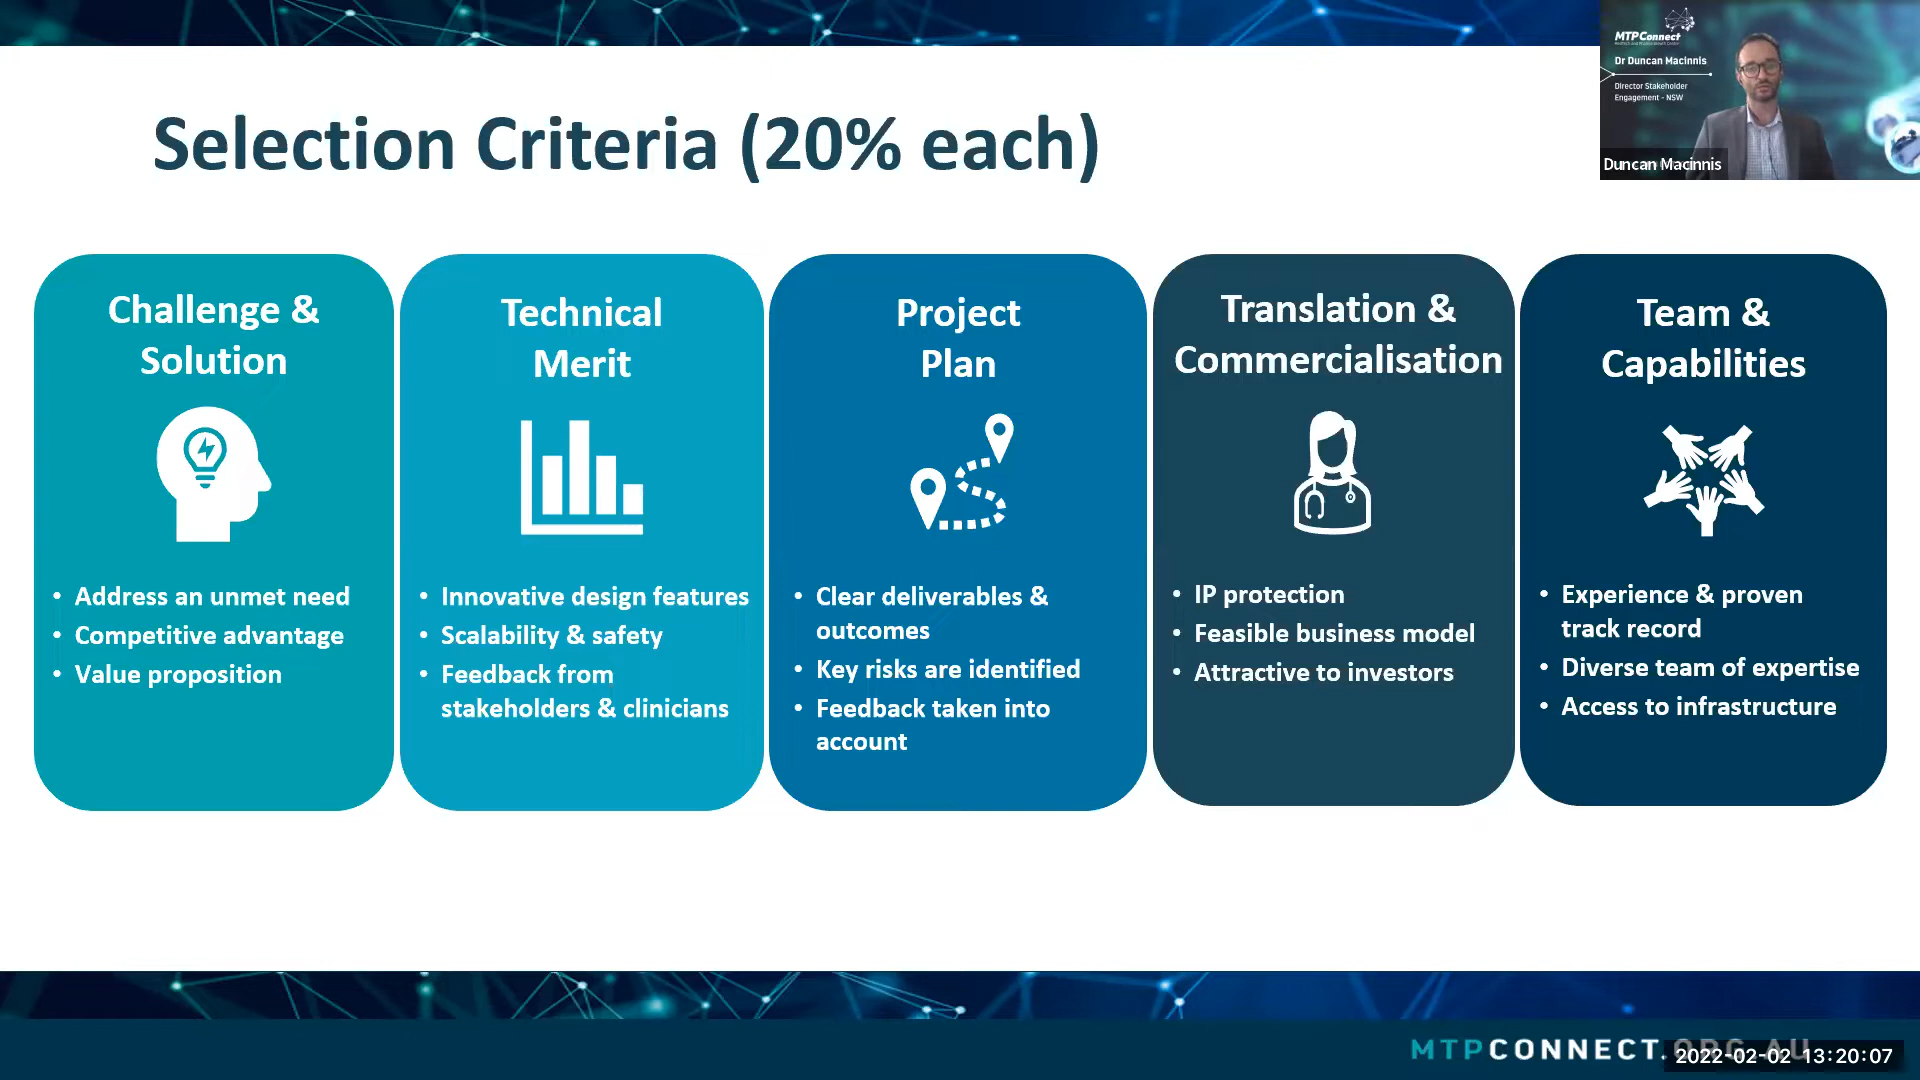 Selection Criteria (20% each)
MTPConnect
Dr Duncan Macinnis
Director Stakeholder
Engagement - NSW
Duncan Macinnis
Challenge &
Solution
• Address an unmet need
• Competitive advantage
• Value proposition
Technical
Merit
• Innovative design features
• Scalability & safety
• Feedback from
stakeholders & clinicians
Project
Plan
• Clear deliverables &
outcomes
• Key risks are identified
• Feedback taken into
account
Translation &
Commercialisation
• IP protection
• Feasible business model
• Attractive to investors
Team &
Capabilities
• Experience & proven
track record
• Diverse team of expertise
• Access to infrastructure
MTPCONNECT.ORG.AU
2022-02-02 13:20:07